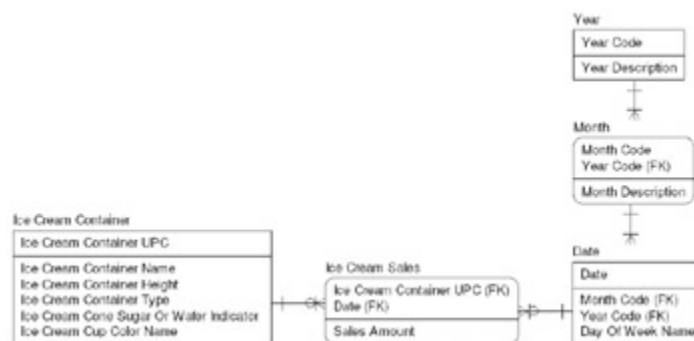 Year
Year Code
Year Description
Month
Month Code
Year Code (FK)
Month Description
Ice Cream Container
Ice Cream Container UPC
Ice Cream Container Name
Ice Cream Container Height
Ice Cream Container Type
Ice Cream Cone Sugar Or Wafer Indicator
Ice Cream Cup Color Name
Ice Cream Sales
Ice Cream Container UPC (FK)
Date (FK)
Sales Amount
Date
Date
Month Code (FK)
Year Code (FK)
Day Of Week Name